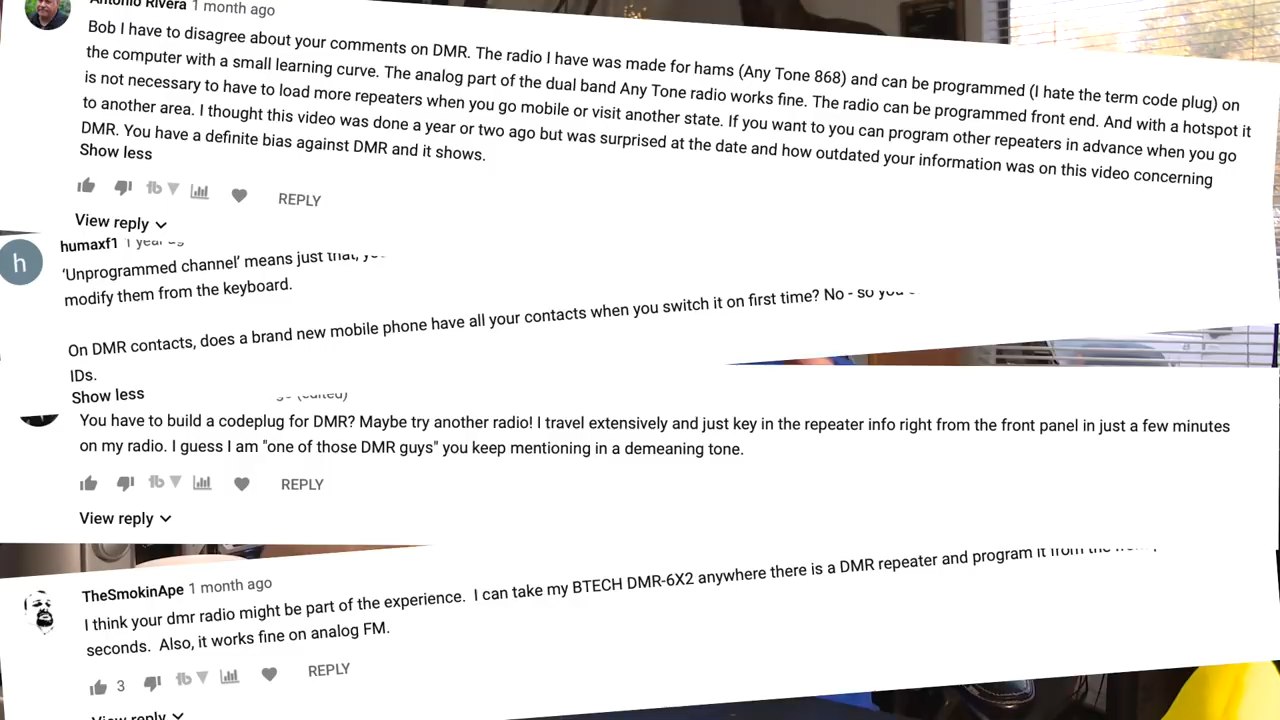 Antonio Rivera 1 month ago
Bob I have to disagree about your comments on DMR. The radio I have was made for hams (Any Tone 868) and can be programmed (I hate the term code plug) on
the computer with a small learning curve. The analog part of the dual band Any Tone radio works fine. The radio can be programmed front end. And with a hotspot it
is not necessary to have to load more repeaters when you go mobile or visit another state. If you want to you can program other repeaters in advance when you go
to another area. I thought this video was done a year or two ago but was surprised at the date and how outdated your information was on this video concerning
DMR. You have a definite bias against DMR and it shows.
Show less
REPLY
View reply
h
humaxf1 1 year
'Unprogrammed channel' means just that,
modify them from the keyboard.
On DMR contacts, does a brand new mobile phone have all your contacts when you switch it on first time? No - so you
IDs.
Show less
(edited)
You have to build a codeplug for DMR? Maybe try another radio! I travel extensively and just key in the repeater info right from the front panel in just a few minutes
on my radio. I guess I am "one of those DMR guys" you keep mentioning in a demeaning tone.
REPLY
View reply
TheSmokinApe 1 month ago
I think your dmr radio might be part of the experience. I can take my BTECH DMR-6X2 anywhere there is a DMR repeater and program it from the
seconds. Also, it works fine on analog FM.
3 REPLY
View reply